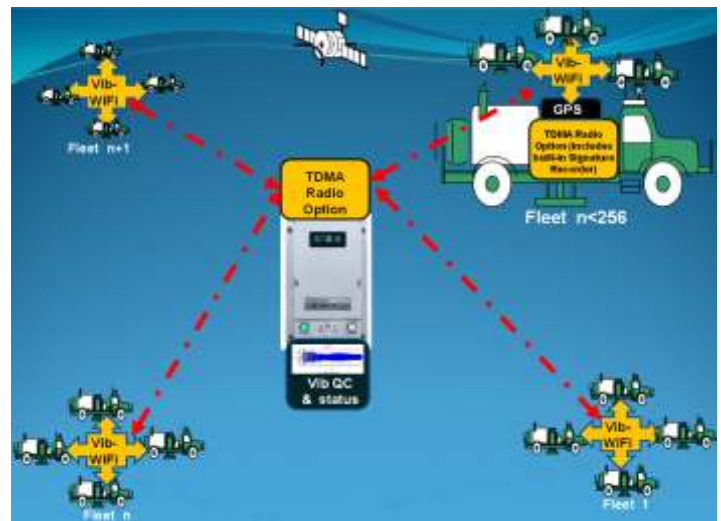 Vib-
WiFi
Fleet n+1
Vib-
WiFi
GPS
TDMA Radio
Option (includes
built-in Signature
Recorder)
Fleet n<256
TDMA
Radio
Option
Vib QC
& status
Vib-
WiFi
Fleet n
Vib-
WiFi
Fleet 1